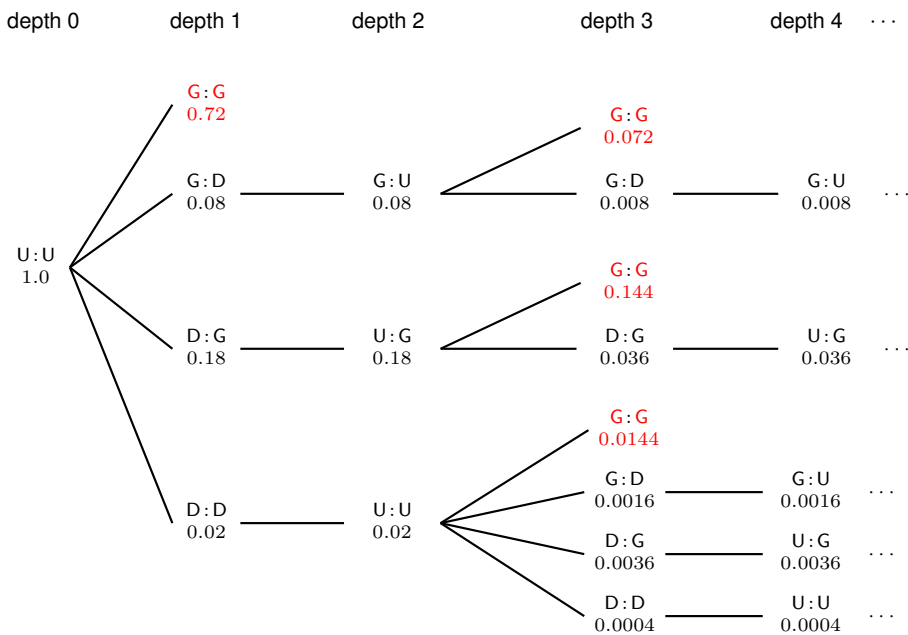 depth 0 depth 1 depth 2 depth 3 depth 4 ···
G:G
0.72
G:G
0.072
G:D G:U G:D G:U
0.08 0.08 0.008 0.008 ···
U:U
1.0
G:G
0.144
D:G U:G D:G U:G
0.18 0.18 0.036 0.036 ···
G:G
0.0144
G:D G:U
0.0016 0.0016 ···
D:D U:U
0.02 0.02
D:G U:G
0.0036 0.0036 ···
D:D U:U
0.0004 0.0004 ···